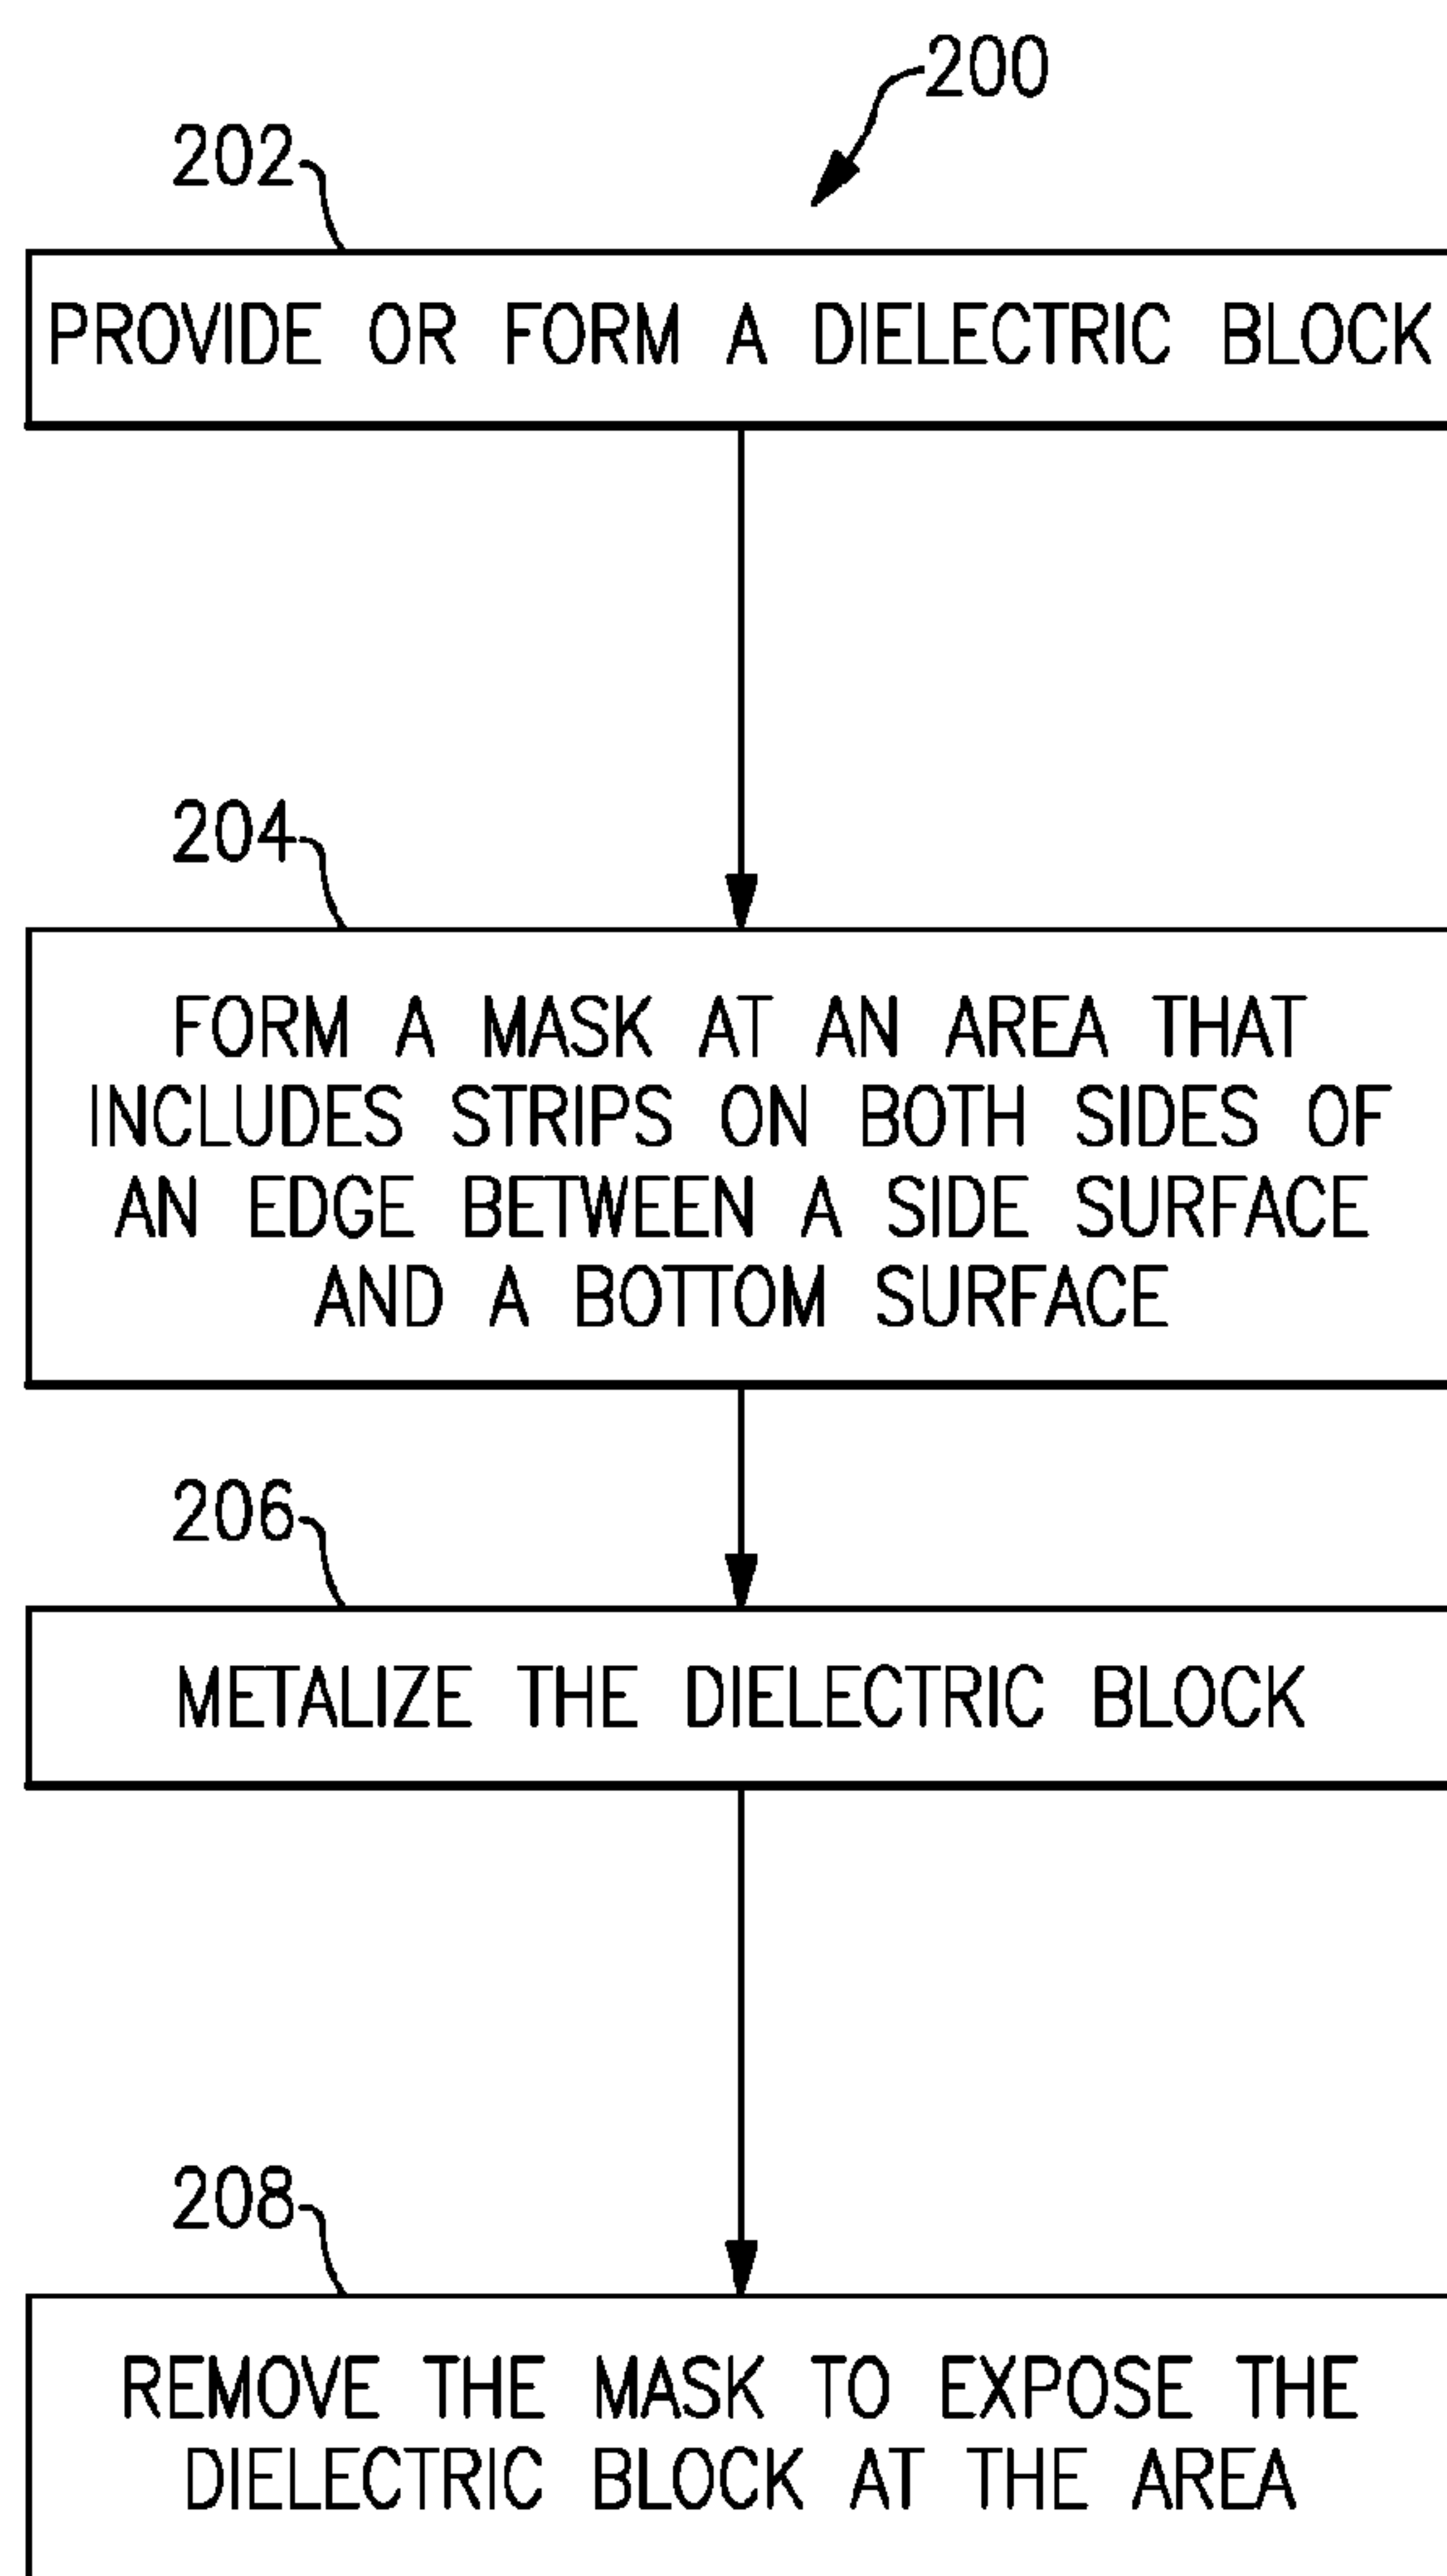 200
202
PROVIDE OR FORM A DIELECTRIC BLOCK
204
FORM A MASK AT AN AREA THAT
INCLUDES STRIPS ON BOTH SIDES OF
AN EDGE BETWEEN A SIDE SURFACE
AND A BOTTOM SURFACE
206
METALIZE THE DIELECTRIC BLOCK
208
REMOVE THE MASK TO EXPOSE THE
DIELECTRIC BLOCK AT THE AREA